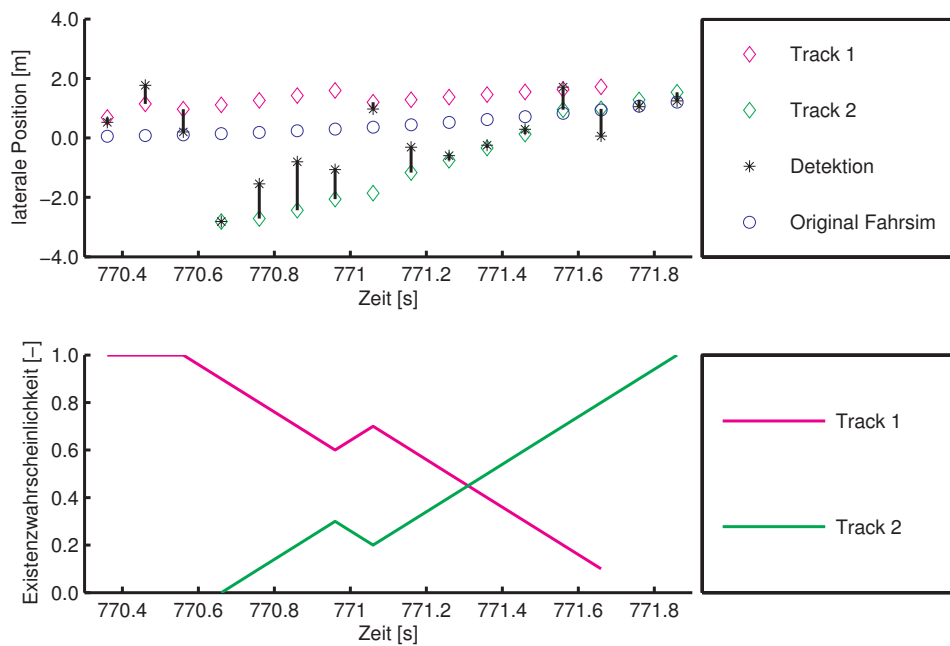 4.0
2.0
0.0
−2.0
−4.0
laterale Position [m]
770.4 770.6 770.8 771 771.2 771.4 771.6 771.8
Zeit [s]
Track 1
Track 2
Detektion
Original Fahrsim
1.0
0.8
0.6
0.4
0.2
0.0
Existenzwahrscheinlichkeit [−]
770.4 770.6 770.8 771 771.2 771.4 771.6 771.8
Zeit [s]
Track 1
Track 2